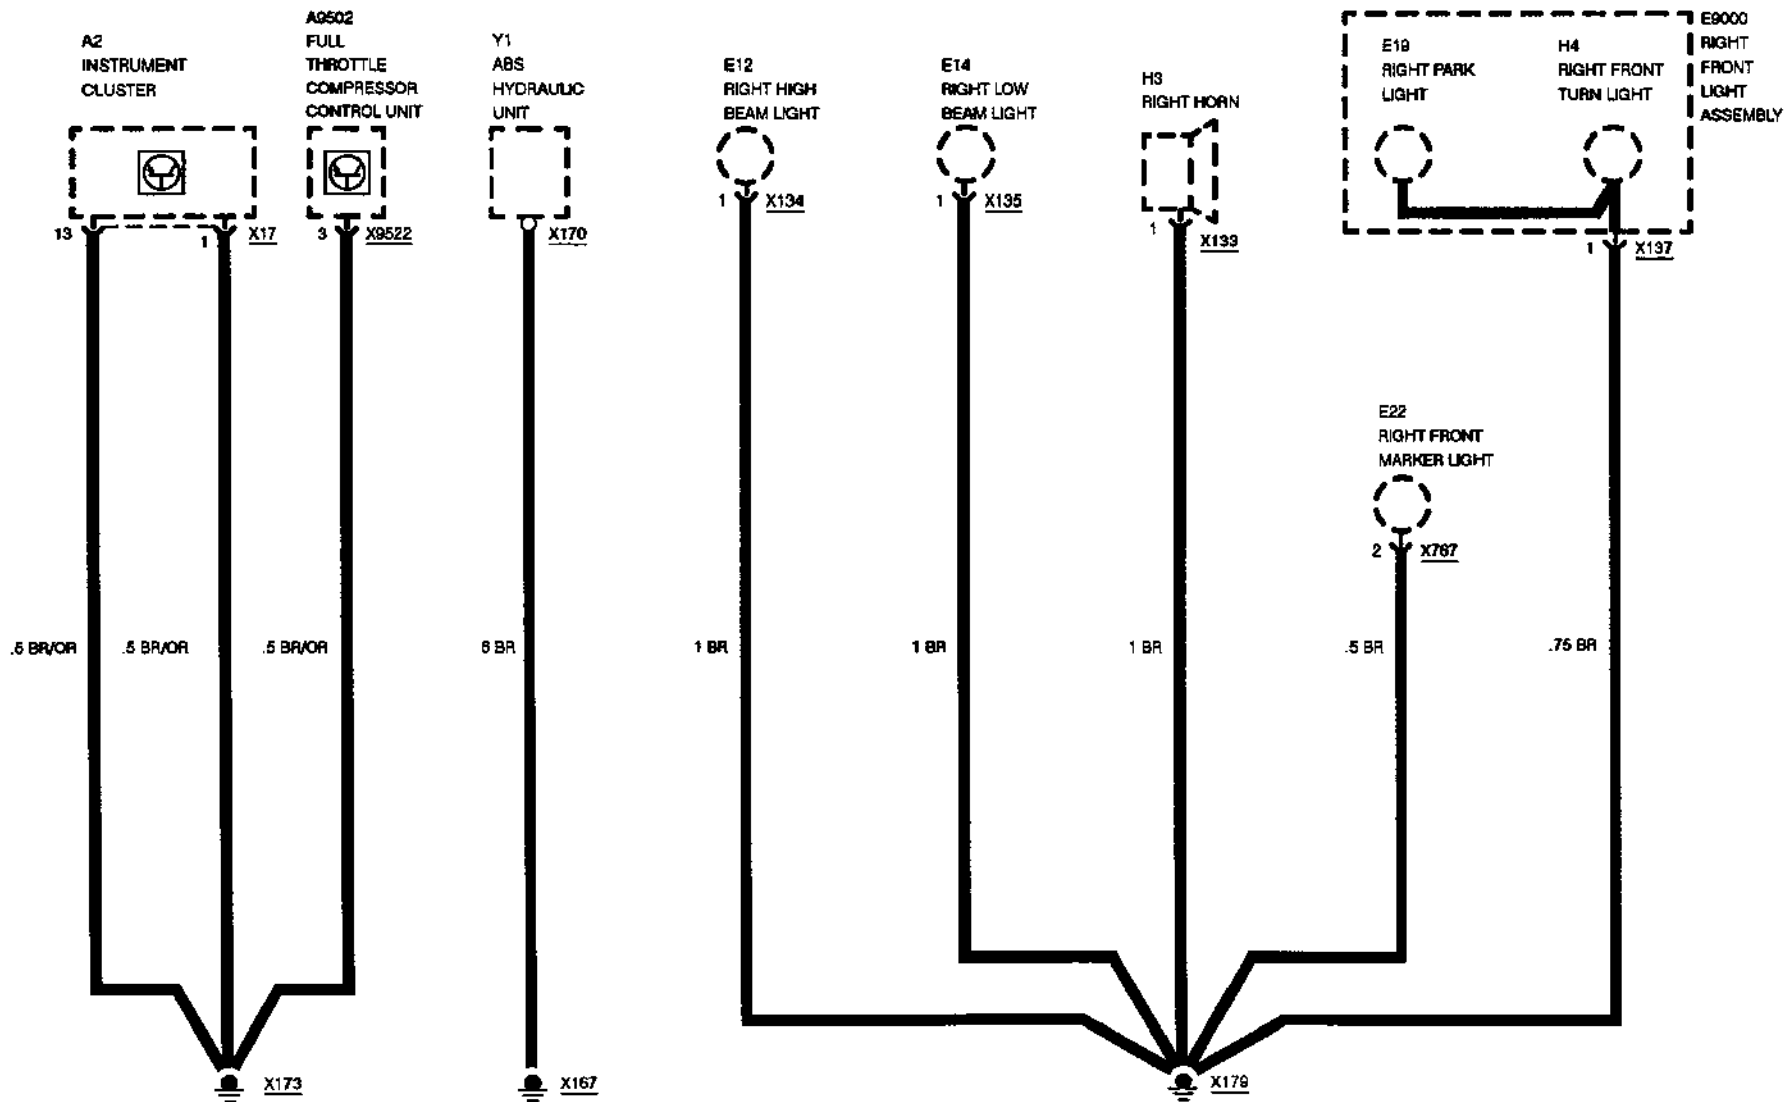 A2
INSTRUMENT
CLUSTER
A9502
FULL
THROTTLE
COMPRESSOR
CONTROL UNIT
Y1
ABS
HYDRAULIC
UNIT
E12
RIGHT HIGH
BEAM LIGHT
E14
RIGHT LOW
BEAM LIGHT
H3
RIGHT HORN
E19
RIGHT PARK
LIGHT
H4
RIGHT FRONT
TURN LIGHT
E9000
RIGHT
FRONT
LIGHT
ASSEMBLY
13
1
X17
3
X9522
X170
1
X134
1
X135
1
X133
1
X137
E22
RIGHT FRONT
MARKER LIGHT
2
X767
.5 BR/OR
.5 BR/OR
.5 BR/OR
6 BR
1 BR
1 BR
1 BR
.5 BR
.75 BR
X173
X167
X179